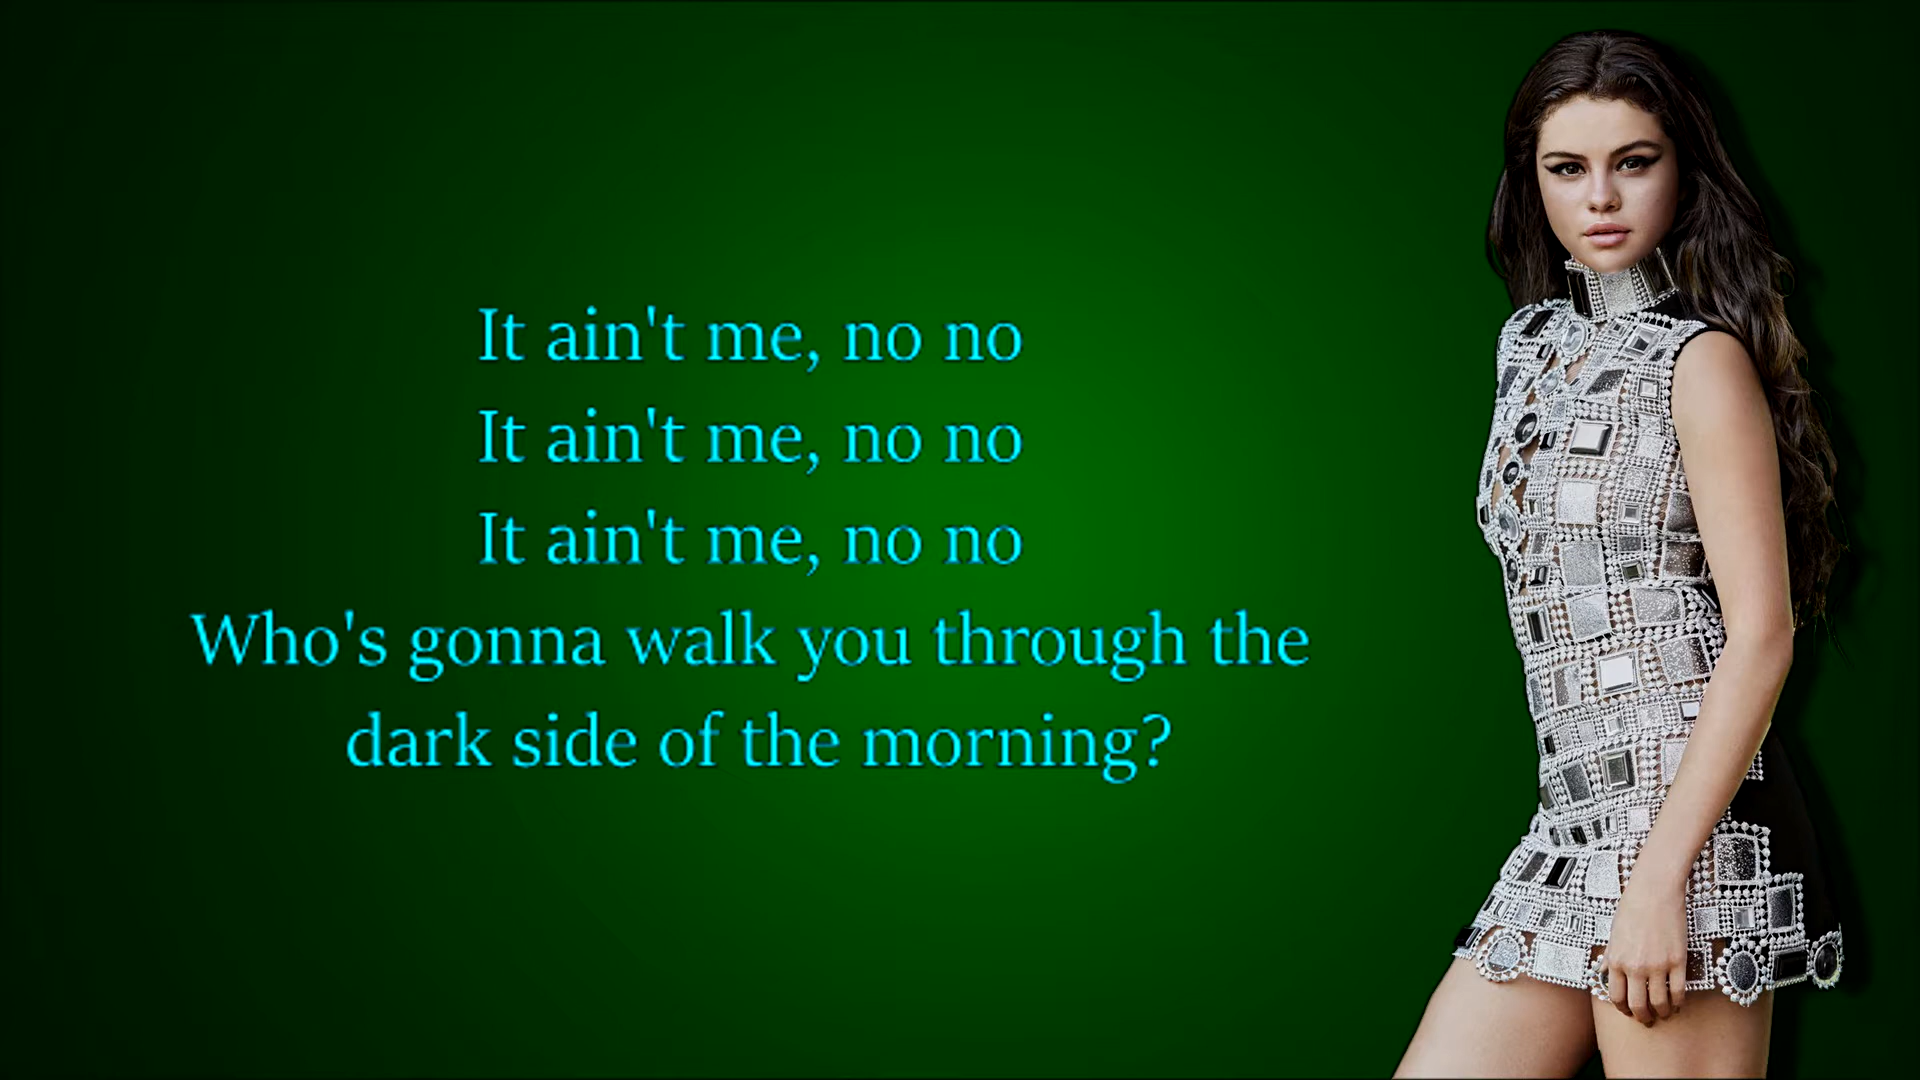 It ain't me, no no
It ain't me, no no
It ain't me, no no
Who's gonna walk you through the
dark side of the morning?